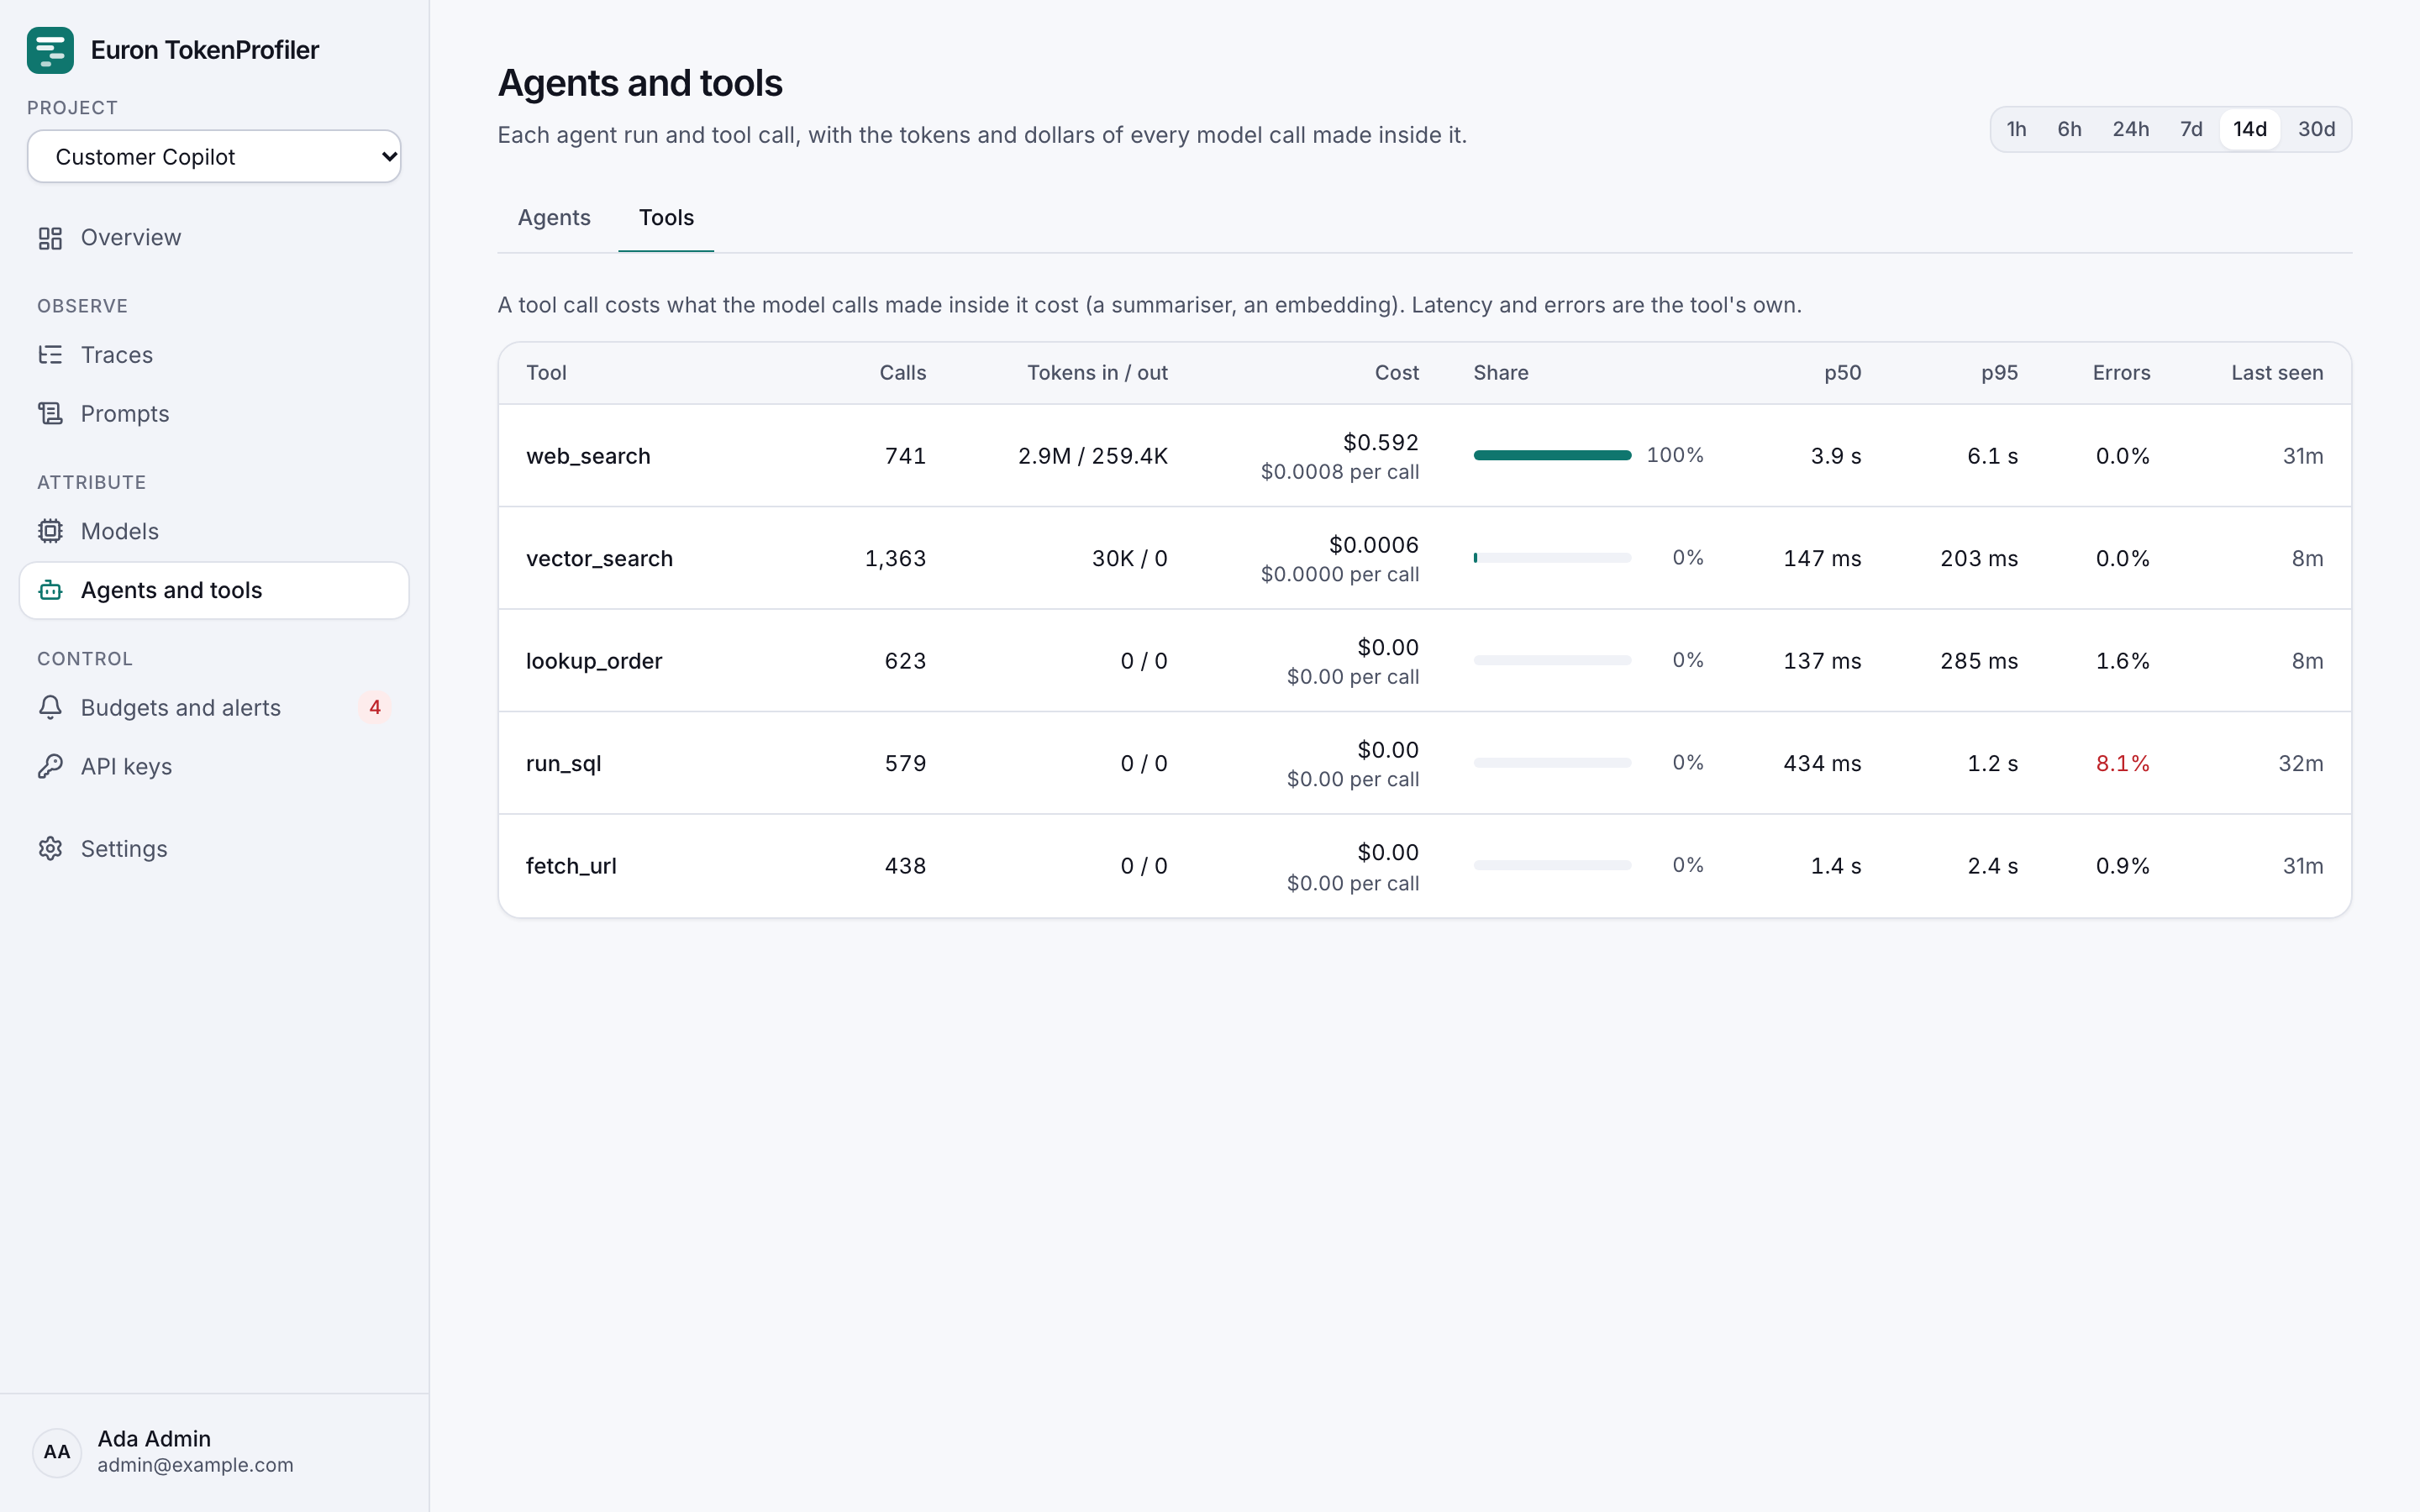 Euron TokenProfiler
PROJECT
Customer Copilot
Overview
OBSERVE
Traces
Prompts
ATTRIBUTE
Models
Agents and tools
CONTROL
Budgets and alerts 4
API keys
Settings
AA
Ada Admin
admin@example.com
Agents and tools
Each agent run and tool call, with the tokens and dollars of every model call made inside it.
1h 6h 24h 7d 14d 30d
Agents Tools
A tool call costs what the model calls made inside it cost (a summariser, an embedding). Latency and errors are the tool's own.
Tool Calls Tokens in / out Cost Share p50 p95 Errors Last seen
web_search 741 2.9M / 259.4K $0.592 100% 3.9 s 6.1 s 0.0% 31m
$0.0008 per call
vector_search 1,363 30K / 0 $0.0006 0% 147 ms 203 ms 0.0% 8m
$0.0000 per call
lookup_order 623 0 / 0 $0.00 0% 137 ms 285 ms 1.6% 8m
$0.00 per call
run_sql 579 0 / 0 $0.00 0% 434 ms 1.2 s 8.1% 32m
$0.00 per call
fetch_url 438 0 / 0 $0.00 0% 1.4 s 2.4 s 0.9% 31m
$0.00 per call